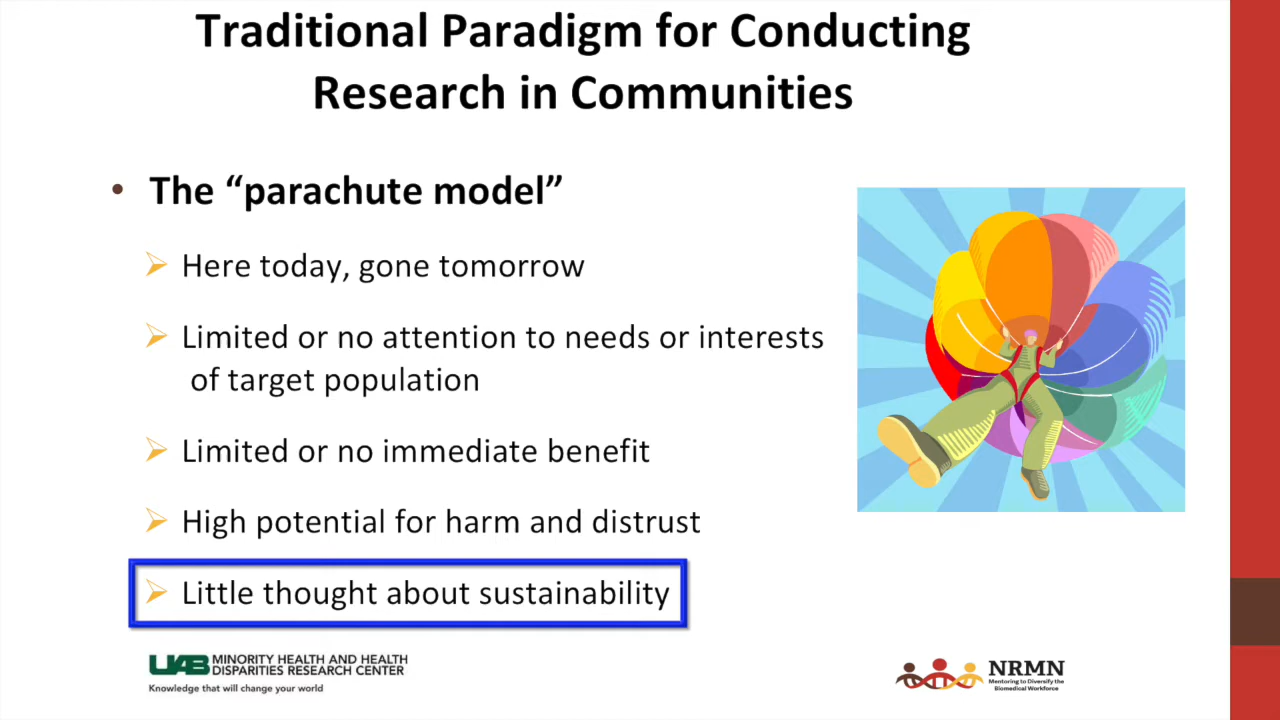 Traditional Paradigm for Conducting
Research in Communities
• The “parachute model”
➢ Here today, gone tomorrow
➢ Limited or no attention to needs or interests
of target population
➢ Limited or no immediate benefit
➢ High potential for harm and distrust
➢ Little thought about sustainability
UAB MINORITY HEALTH AND HEALTH
DISPARITIES RESEARCH CENTER
Knowledge that will change your world
NRMN
Mentoring to Diversify the
Biomedical Workforce